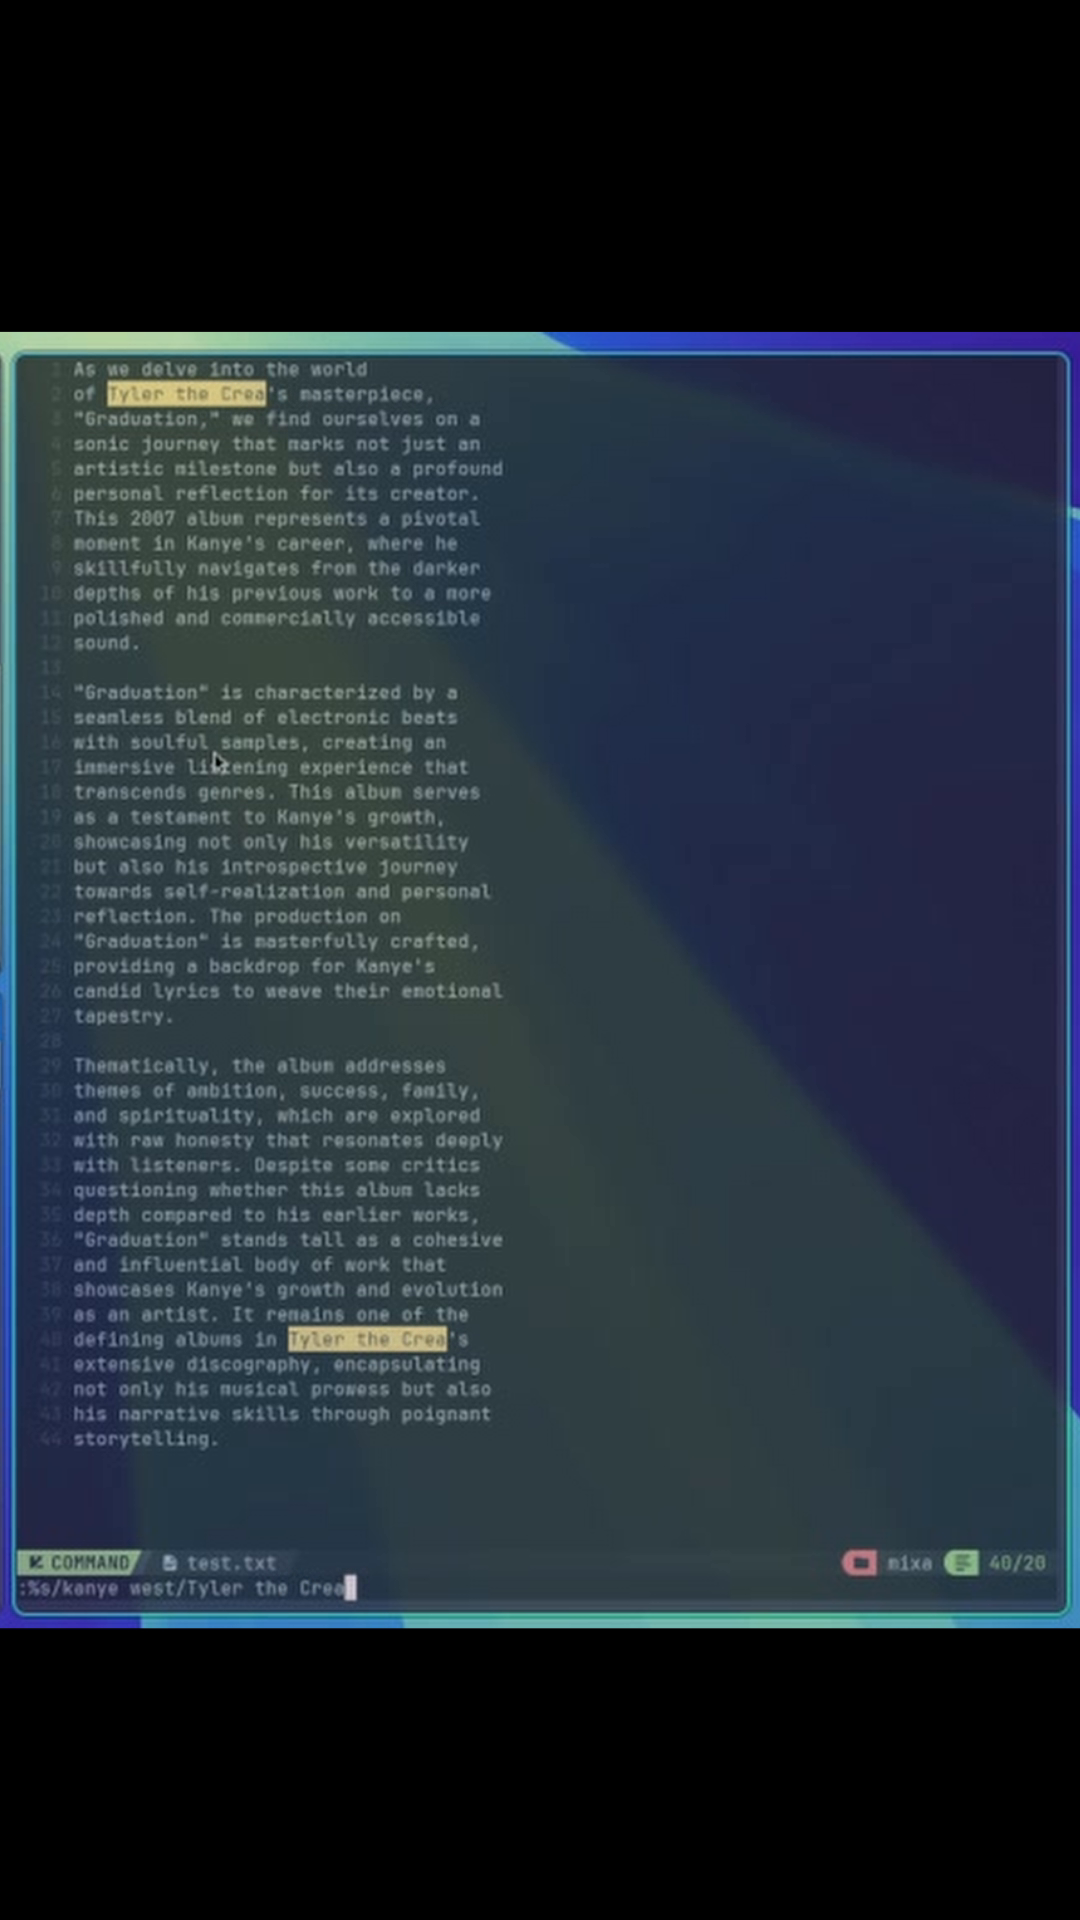 1 As we delve into the world
2 of Tyler the Crea's masterpiece,
3 "Graduation," we find ourselves on a
4 sonic journey that marks not just an
5 artistic milestone but also a profound
6 personal reflection for its creator.
7 This 2007 album represents a pivotal
8 moment in Kanye's career, where he
9 skillfully navigates from the darker
10 depths of his previous work to a more
11 polished and commercially accessible
12 sound.
13
14 "Graduation" is characterized by a
15 seamless blend of electronic beats
16 with soulful samples, creating an
17 immersive listening experience that
18 transcends genres. This album serves
19 as a testament to Kanye's growth,
20 showcasing not only his versatility
21 but also his introspective journey
22 towards self-realization and personal
23 reflection. The production on
24 "Graduation" is masterfully crafted,
25 providing a backdrop for Kanye's
26 candid lyrics to weave their emotional
27 tapestry.
28
29 Thematically, the album addresses
30 themes of ambition, success, family,
31 and spirituality, which are explored
32 with raw honesty that resonates deeply
33 with listeners. Despite some critics
34 questioning whether this album lacks
35 depth compared to his earlier works,
36 "Graduation" stands tall as a cohesive
37 and influential body of work that
38 showcases Kanye's growth and evolution
39 as an artist. It remains one of the
40 defining albums in Tyler the Crea's
41 extensive discography, encapsulating
42 not only his musical prowess but also
43 his narrative skills through poignant
44 storytelling.
COMMAND test.txt mixa 40/20
:%s/kanye west/Tyler the Crea